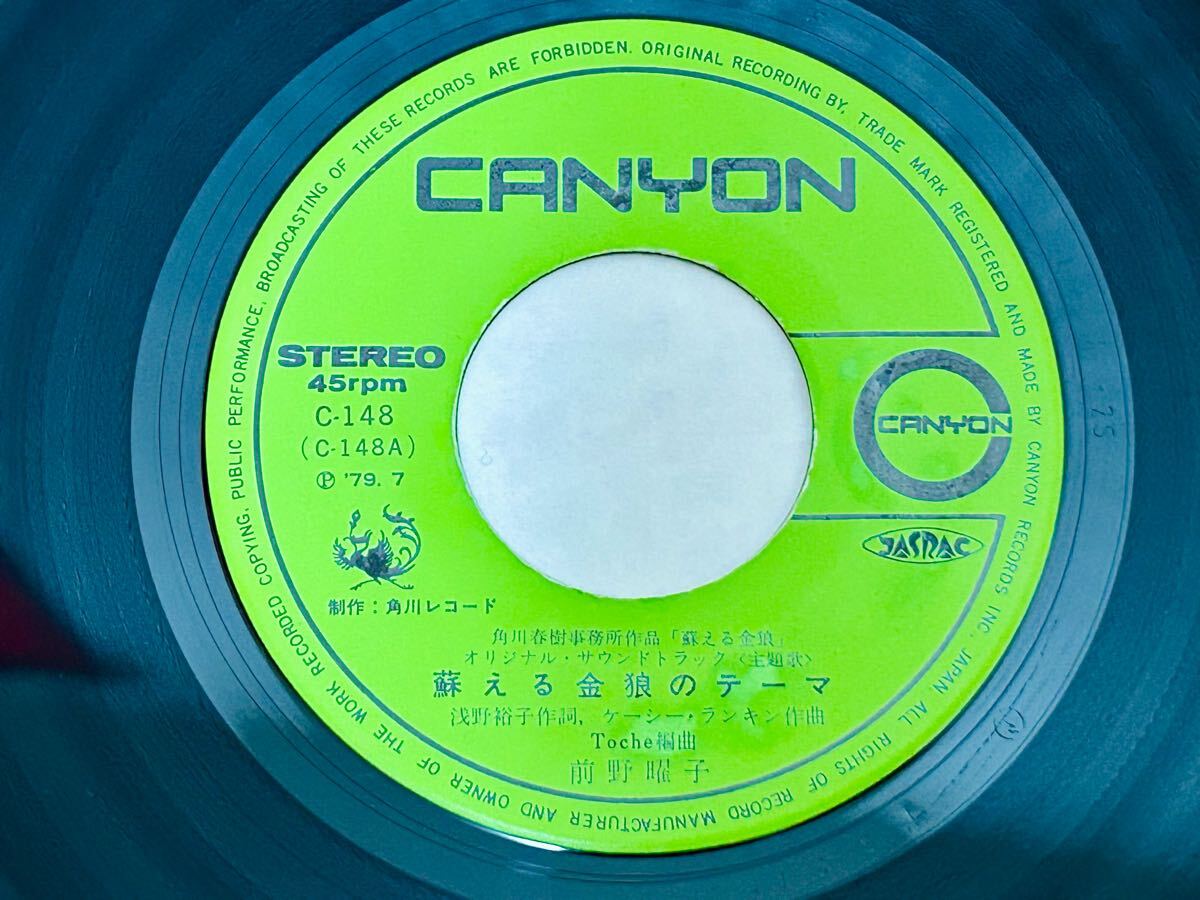 WORK RECORDED COPYING, PUBLIC PERFORMANCE, BROADCASTING OF THESE RECORDS ARE FORBIDDEN. ORIGINAL RECORDING BY, TRADE MARK REGISTERED AND MADE BY CANYON RECORDS INC. JAPAN ALL RIGHTS OF RECORD MANUFACTURER AND OWNER OF THE
CANYON
STEREO
45rpm
C-148
(C-148A)
Ⓟ '79. 7
CANYON
JASRAC
制作:角川レコード
角川春樹事務所作品「蘇える金狼」
オリジナル・サウンドトラック〈主題歌〉
蘇える金狼のテーマ
浅野裕子作詞, ケーシー・ランキン作曲
Toche編曲
前野曜子